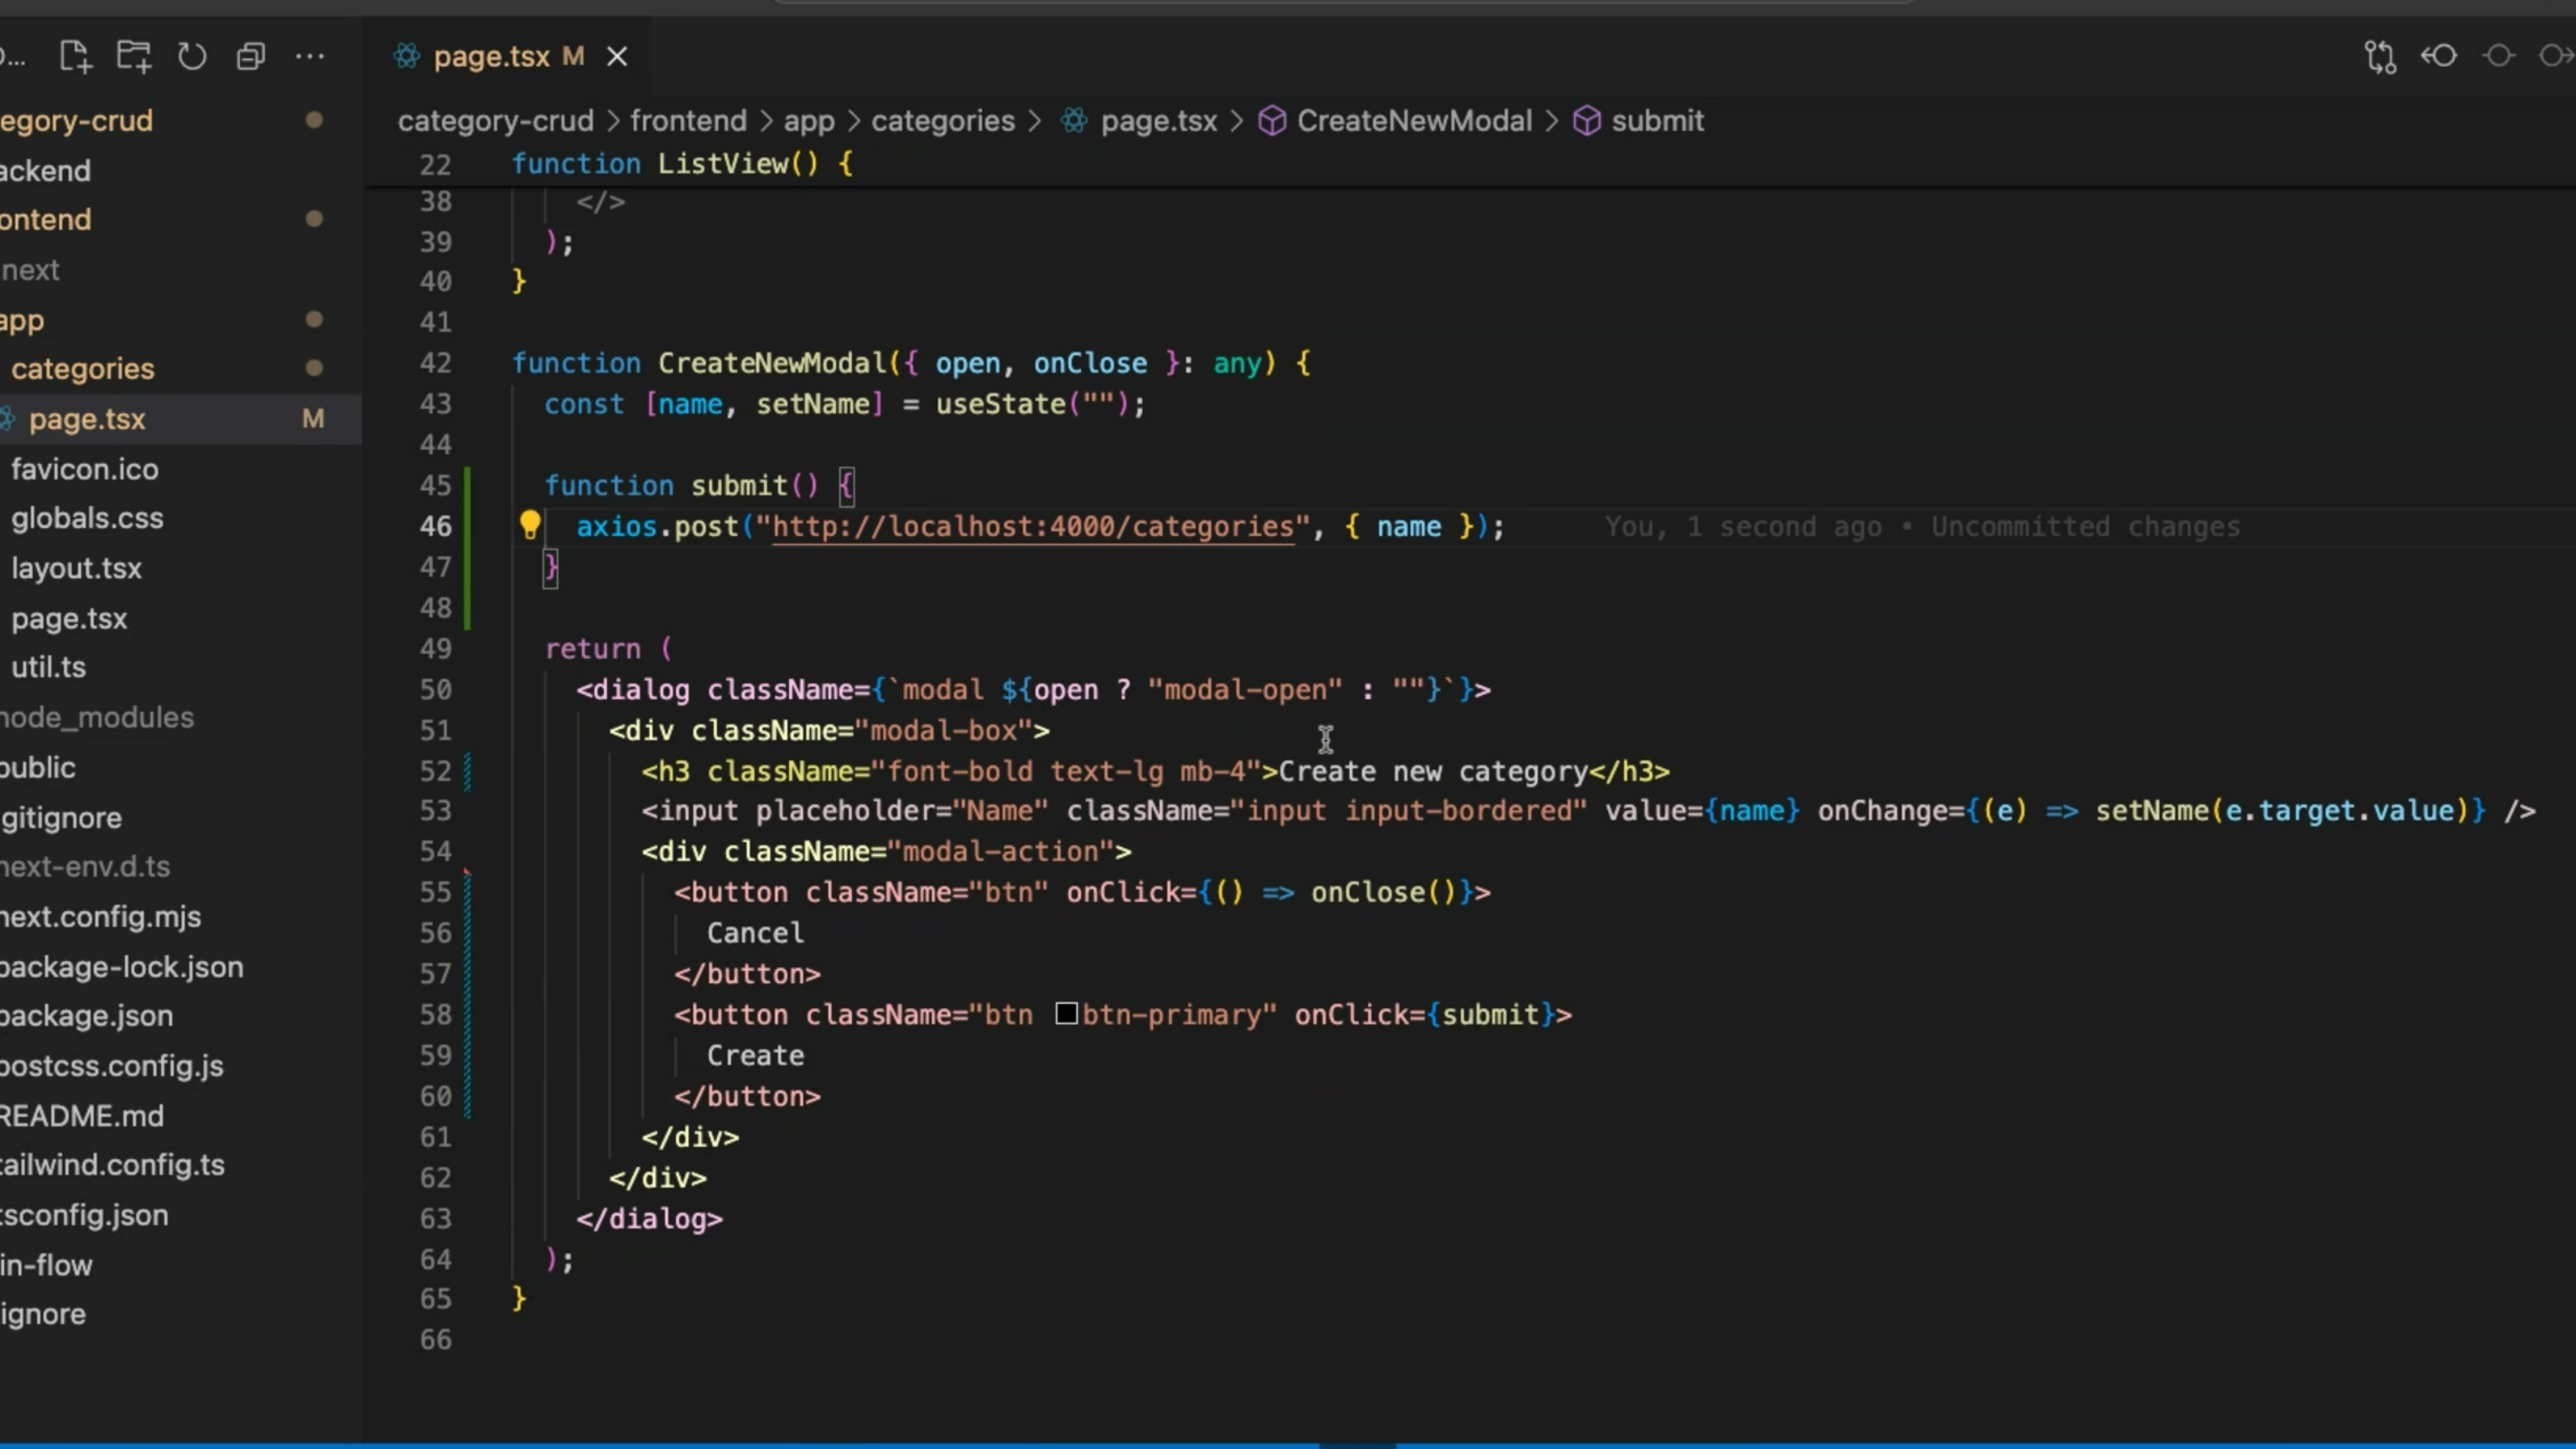 page.tsx M
category-crud > frontend > app > categories > page.tsx > CreateNewModal > submit
egory-crud
ackend
ontend
next
app
categories
page.tsx M
favicon.ico
globals.css
layout.tsx
page.tsx
util.ts
node_modules
public
gitignore
next-env.d.ts
next.config.mjs
package-lock.json
package.json
postcss.config.js
README.md
tailwind.config.ts
tsconfig.json
in-flow
ignore
22 function ListView() {
38 </>
39 );
40 }
41
42 function CreateNewModal({ open, onClose }: any) {
43 const [name, setName] = useState("");
44
45 function submit() {
46 axios.post("http://localhost:4000/categories", { name }); You, 1 second ago • Uncommitted changes
47 }
48
49 return (
50 <dialog className={`modal ${open ? "modal-open" : ""}`}>
51 <div className="modal-box">
52 <h3 className="font-bold text-lg mb-4">Create new category</h3>
53 <input placeholder="Name" className="input input-bordered" value={name} onChange={(e) => setName(e.target.value)} />
54 <div className="modal-action">
55 <button className="btn" onClick={() => onClose()}>
56 Cancel
57 </button>
58 <button className="btn btn-primary" onClick={submit}>
59 Create
60 </button>
61 </div>
62 </div>
63 </dialog>
64 );
65 }
66